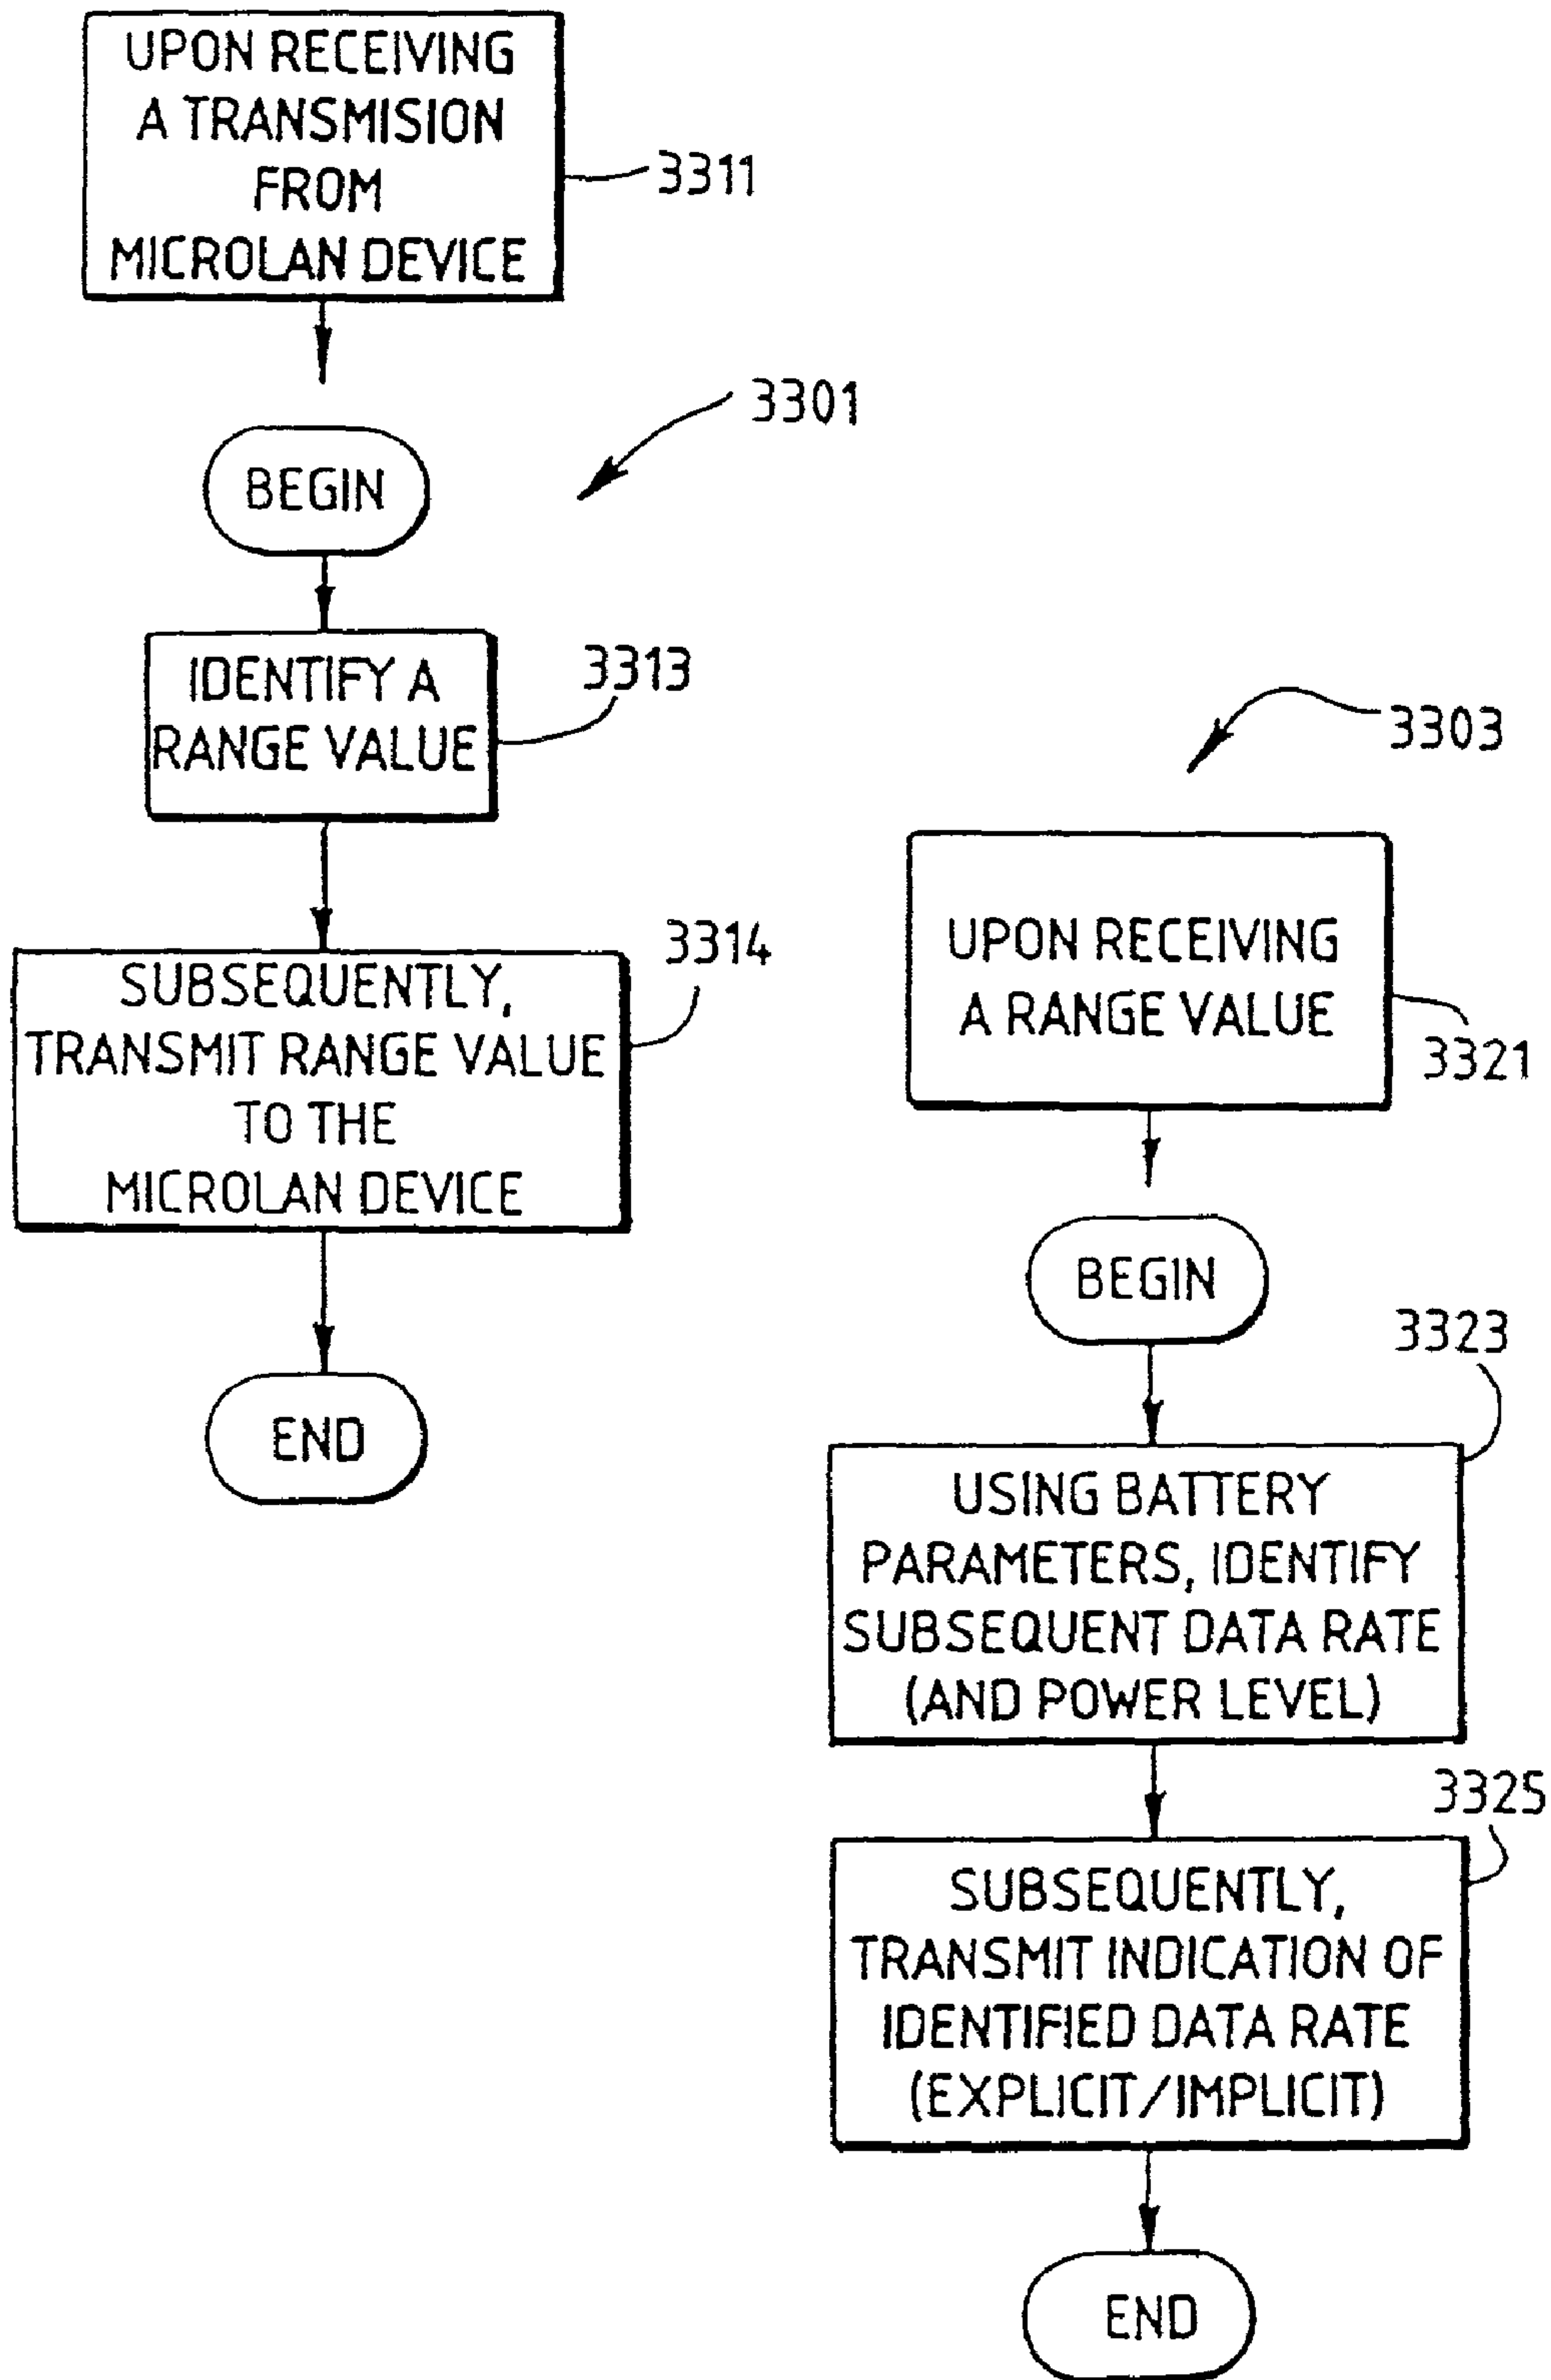 UPON RECEIVING
A TRANSMISION
FROM
MICROLAN DEVICE
3311
3301
BEGIN
IDENTIFY A
RANGE VALUE
3313
SUBSEQUENTLY,
TRANSMIT RANGE VALUE
TO THE
MICROLAN DEVICE
3314
END
3303
UPON RECEIVING
A RANGE VALUE
3321
BEGIN
3323
USING BATTERY
PARAMETERS, IDENTIFY
SUBSEQUENT DATA RATE
(AND POWER LEVEL)
3325
SUBSEQUENTLY,
TRANSMIT INDICATION OF
IDENTIFIED DATA RATE
(EXPLICIT/IMPLICIT)
END